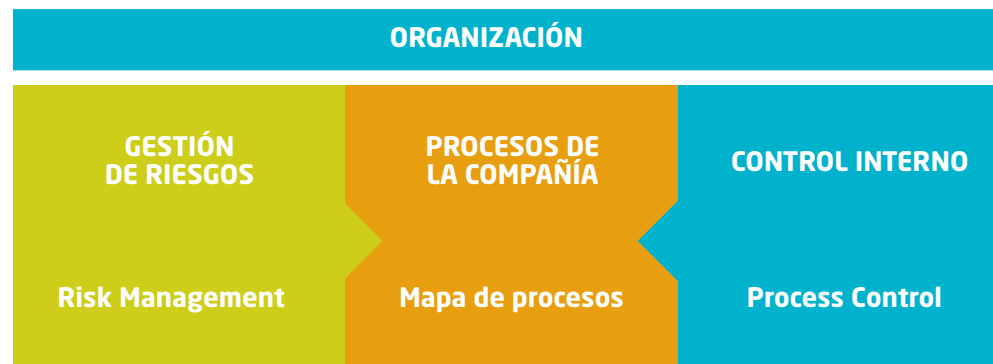 ORGANIZACIÓN
GESTIÓN
DE RIESGOS
Risk Management
PROCESOS DE
LA COMPAÑÍA
Mapa de procesos
CONTROL INTERNO
Process Control